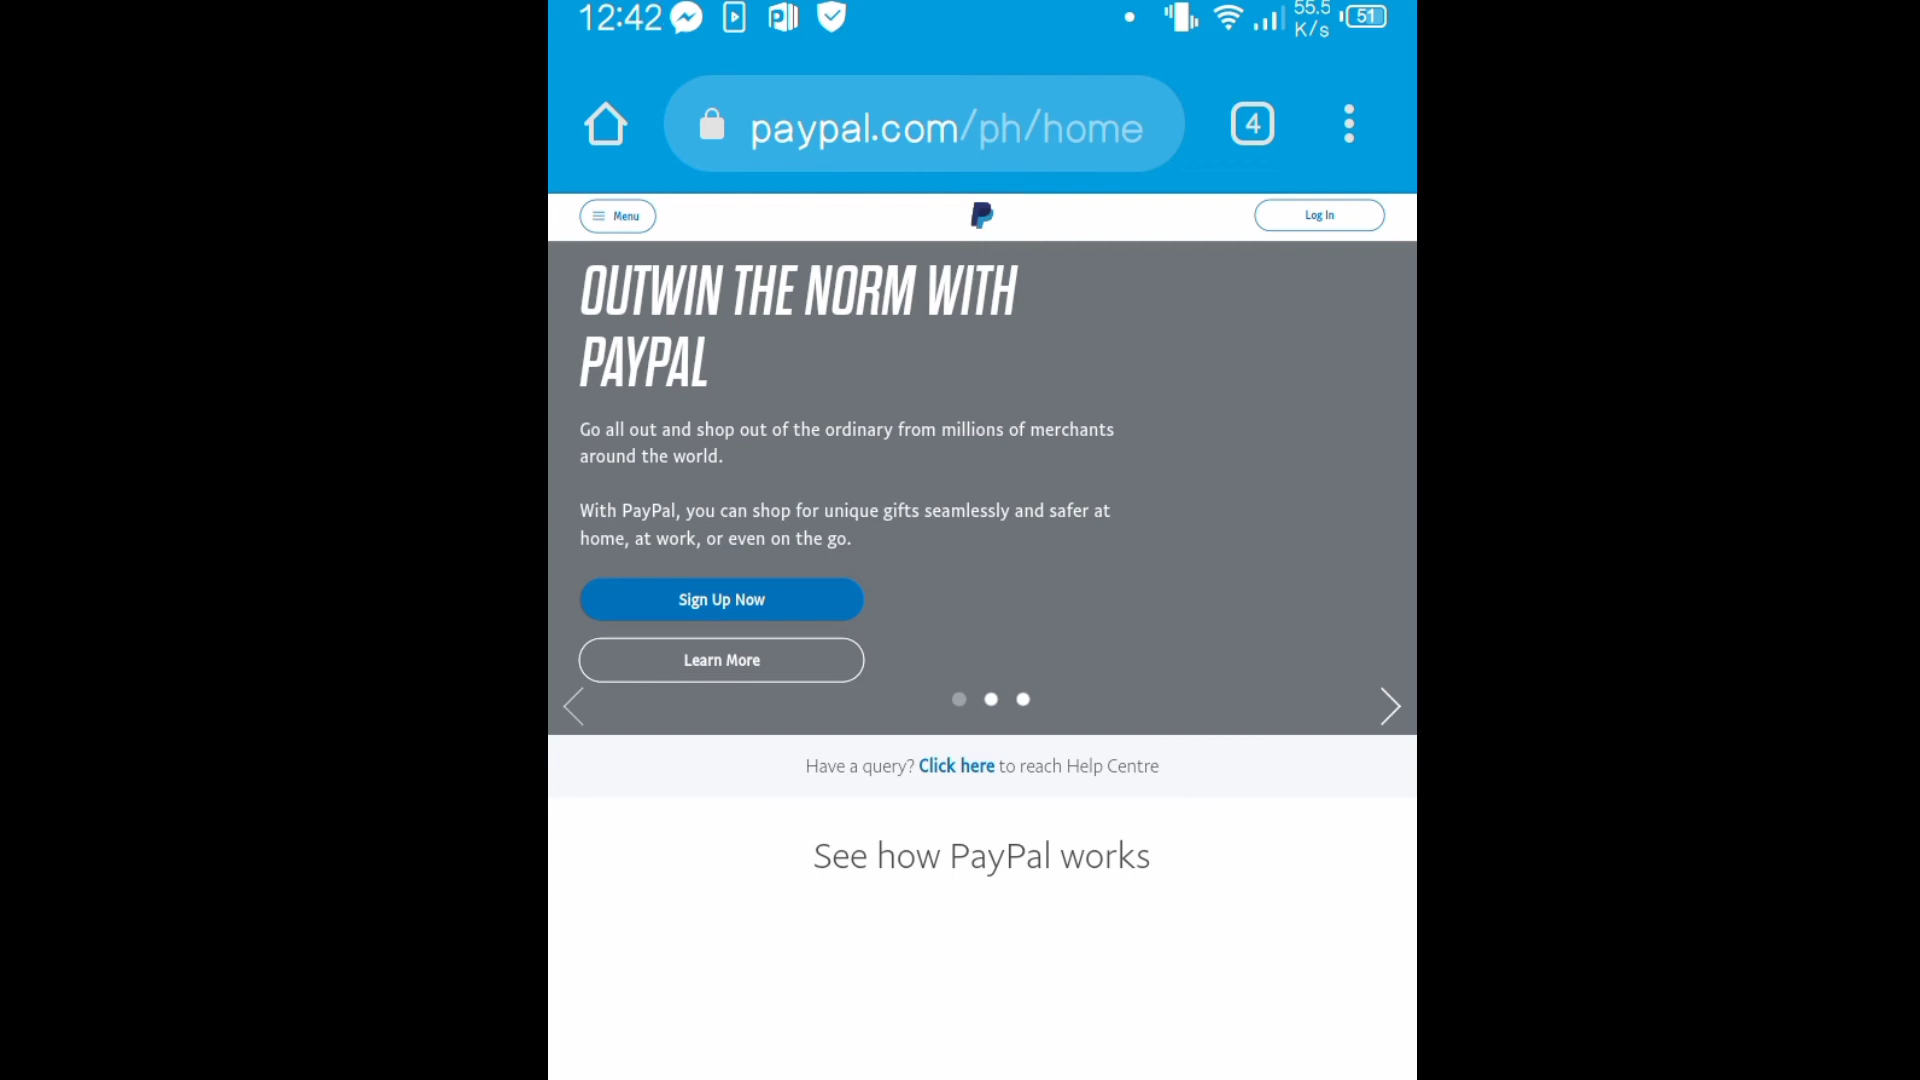 12:42
55.5
K/s
51
paypal.com/ph/home
4
Menu
Log In
OUTWIN THE NORM WITH
PAYPAL
Go all out and shop out of the ordinary from millions of merchants
around the world.
With PayPal, you can shop for unique gifts seamlessly and safer at
home, at work, or even on the go.
Sign Up Now
Learn More
Have a query? Click here to reach Help Centre
See how PayPal works